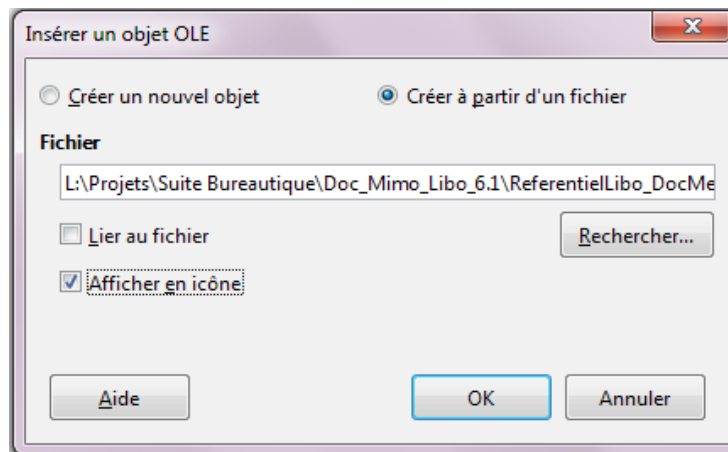 Insérer un objet OLE
Créer un nouvel objet
Créer à partir d'un fichier
Fichier
L:\Projets\Suite Bureautique\Doc_Mimo_Libo_6.1\ReferentielLibo_DocMe
Lier au fichier
Rechercher...
Afficher en icône
Aide
OK
Annuler